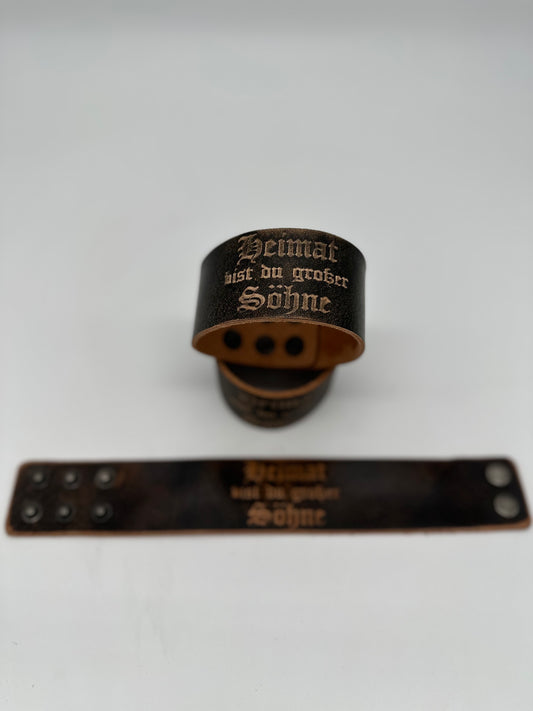 Heimat
bist du großer
Söhne
Heimat
bist du großer
Söhne